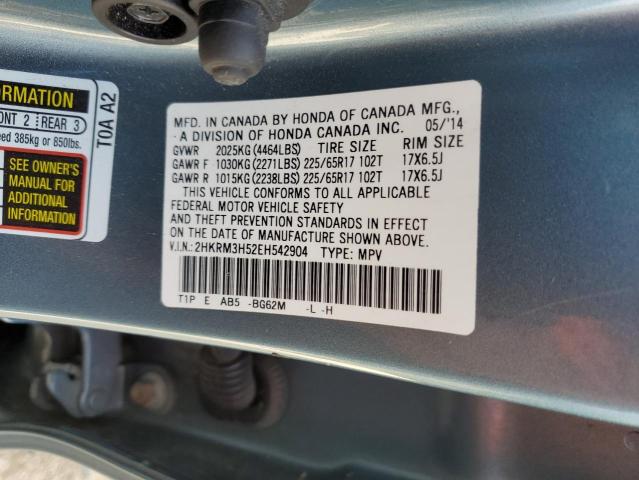 ORMATION
ONT 2 REAR 3
eed 385kg or 850lbs.
SEE OWNER'S
MANUAL FOR
ADDITIONAL
INFORMATION
TOA A2
MFD. IN CANADA BY HONDA OF CANADA MFG.,
A DIVISION OF HONDA CANADA INC. 05/'14
GVWR 2025KG (4464LBS) TIRE SIZE RIM SIZE
GAWR F 1030KG (2271LBS) 225/65R17 102T 17X6.5J
GAWR R 1015KG (2238LBS) 225/65R17 102T 17X6.5J
THIS VEHICLE CONFORMS TO ALL APPLICABLE
FEDERAL MOTOR VEHICLE SAFETY
AND THEFT PREVENTION STANDARDS IN EFFECT
ON THE DATE OF MANUFACTURE SHOWN ABOVE.
V.I.N.: 2HKRM3H52EH542904 TYPE: MPV
T1P E AB5 -BG62M -L -H